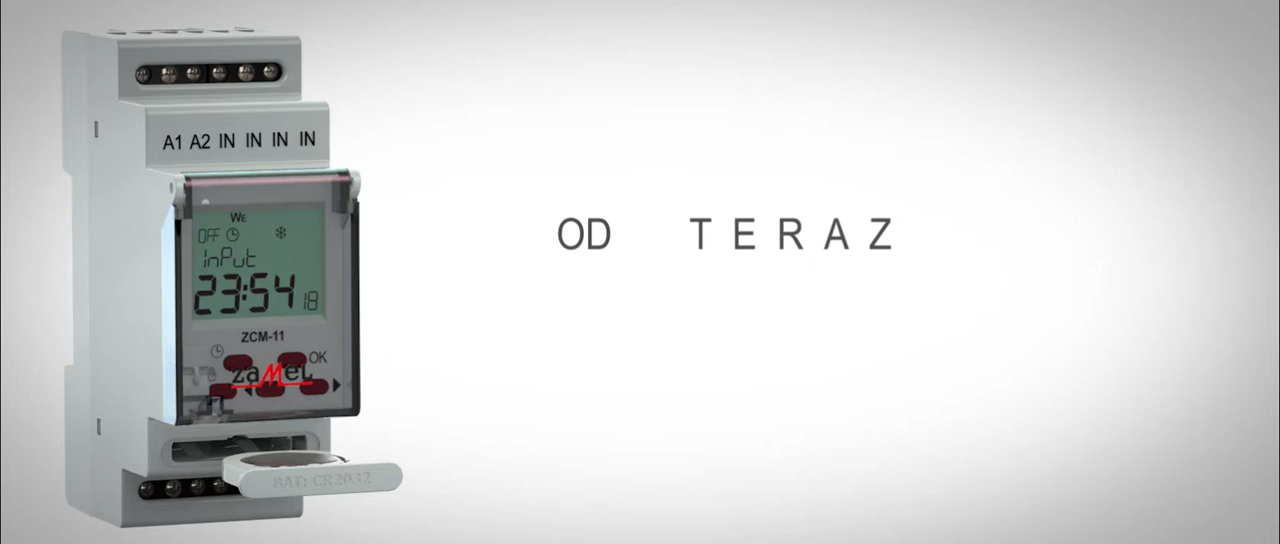 A1 A2 IN IN IN IN
WE
OFF
InPut
23:54 18
ZCM-11
OK
zaMeL
BAT: CR2032
OD TERAZ